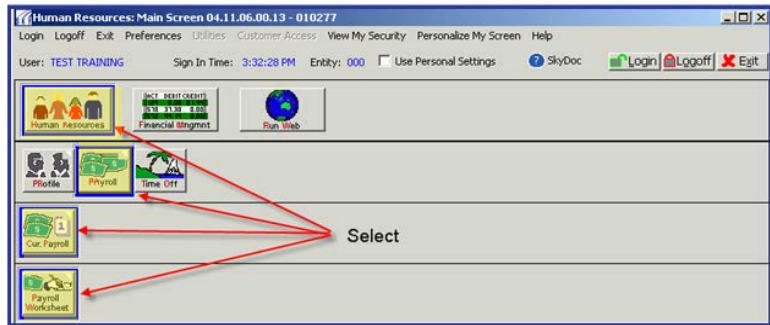 Human Resources: Main Screen 04.11.06.00.13 - 010277
Login Logoff Exit Preferences Utilities Customer Access View My Security Personalize My Screen Help
User: TEST TRAINING Sign In Time: 3:32:28 PM Entity: 000 Use Personal Settings ? SkyDoc Login Logoff Exit
Human Resources Financial Mngmnt Run Web
PRofile PAyroll Time Off
Select
Cur. Payroll
Payroll
Worksheet